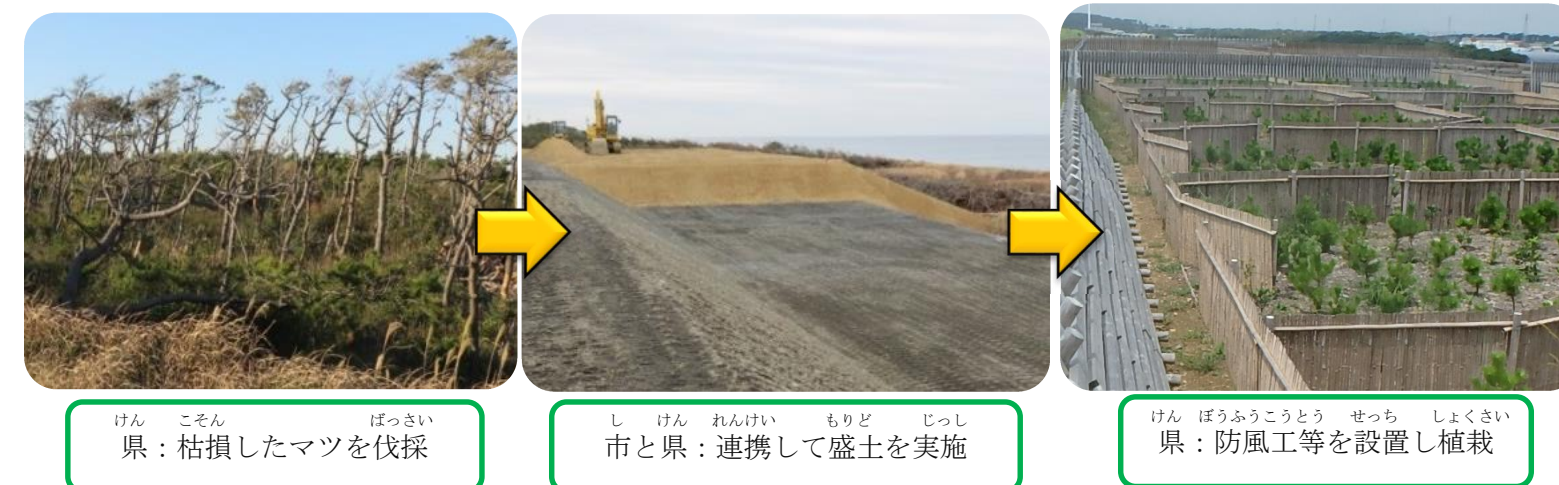 けん こそん ばっさい
県：枯損したマツを伐採
し けん れんけい もりど じっし
市と県：連携して盛土を実施
けん ぼうふうこうとう せっち しょくさい
県：防風工等を設置し植栽